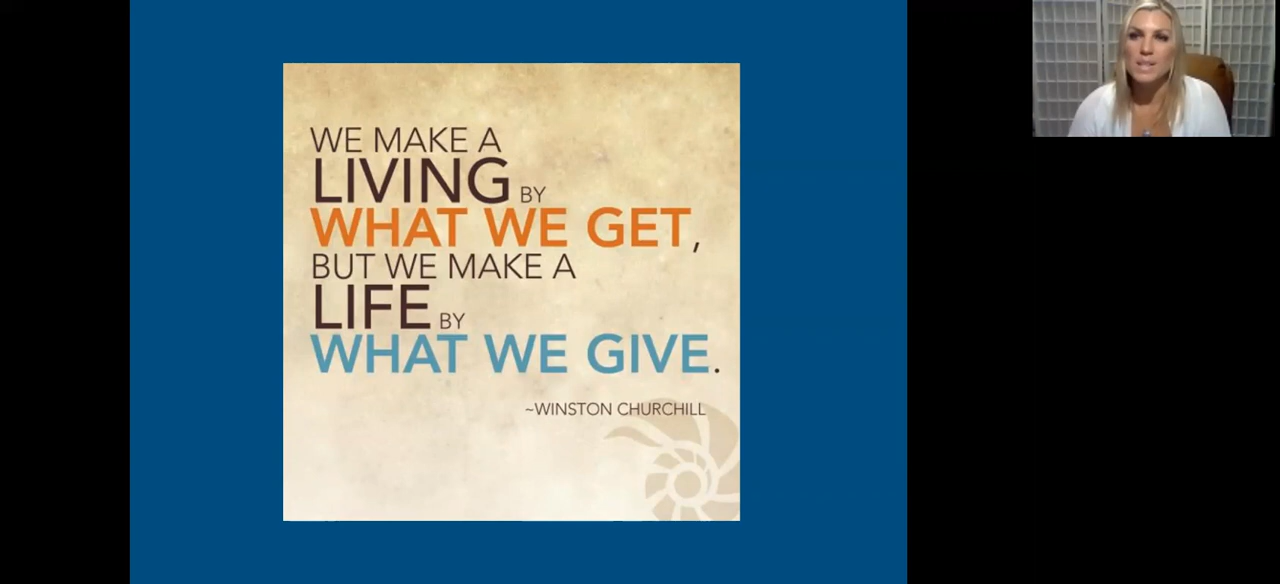 WE MAKE A
LIVING BY
WHAT WE GET,
BUT WE MAKE A
LIFE BY
WHAT WE GIVE.
~WINSTON CHURCHILL